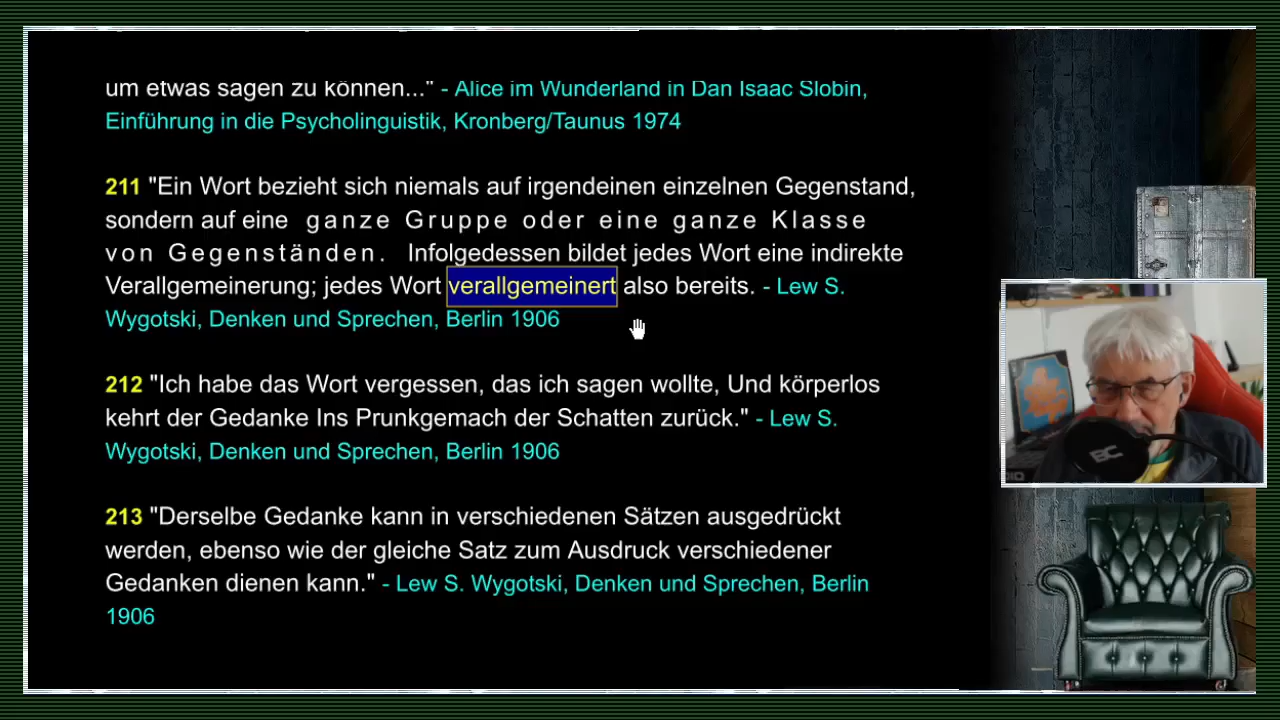 um etwas sagen zu können..." - Alice im Wunderland in Dan Isaac Slobin,
Einführung in die Psycholinguistik, Kronberg/Taunus 1974
211 "Ein Wort bezieht sich niemals auf irgendeinen einzelnen Gegenstand,
sondern auf eine ganze Gruppe oder eine ganze Klasse
von Gegenständen. Infolgedessen bildet jedes Wort eine indirekte
Verallgemeinerung; jedes Wort verallgemeinert also bereits. - Lew S.
Wygotski, Denken und Sprechen, Berlin 1906
212 "Ich habe das Wort vergessen, das ich sagen wollte, Und körperlos
kehrt der Gedanke Ins Prunkgemach der Schatten zurück." - Lew S.
Wygotski, Denken und Sprechen, Berlin 1906
213 "Derselbe Gedanke kann in verschiedenen Sätzen ausgedrückt
werden, ebenso wie der gleiche Satz zum Ausdruck verschiedener
Gedanken dienen kann." - Lew S. Wygotski, Denken und Sprechen, Berlin
1906